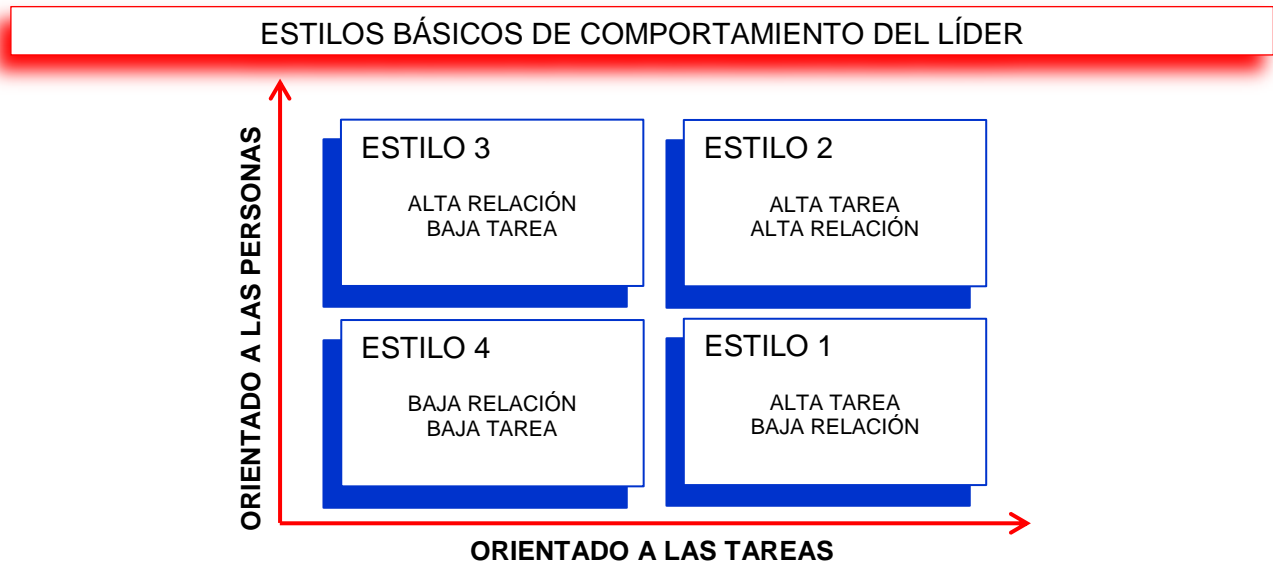 ESTILOS BÁSICOS DE COMPORTAMIENTO DEL LÍDER
ORIENTADO A LAS PERSONAS
ESTILO 3
ALTA RELACIÓN
BAJA TAREA
ESTILO 2
ALTA TAREA
ALTA RELACIÓN
ESTILO 4
BAJA RELACIÓN
BAJA TAREA
ESTILO 1
ALTA TAREA
BAJA RELACIÓN
ORIENTADO A LAS TAREAS